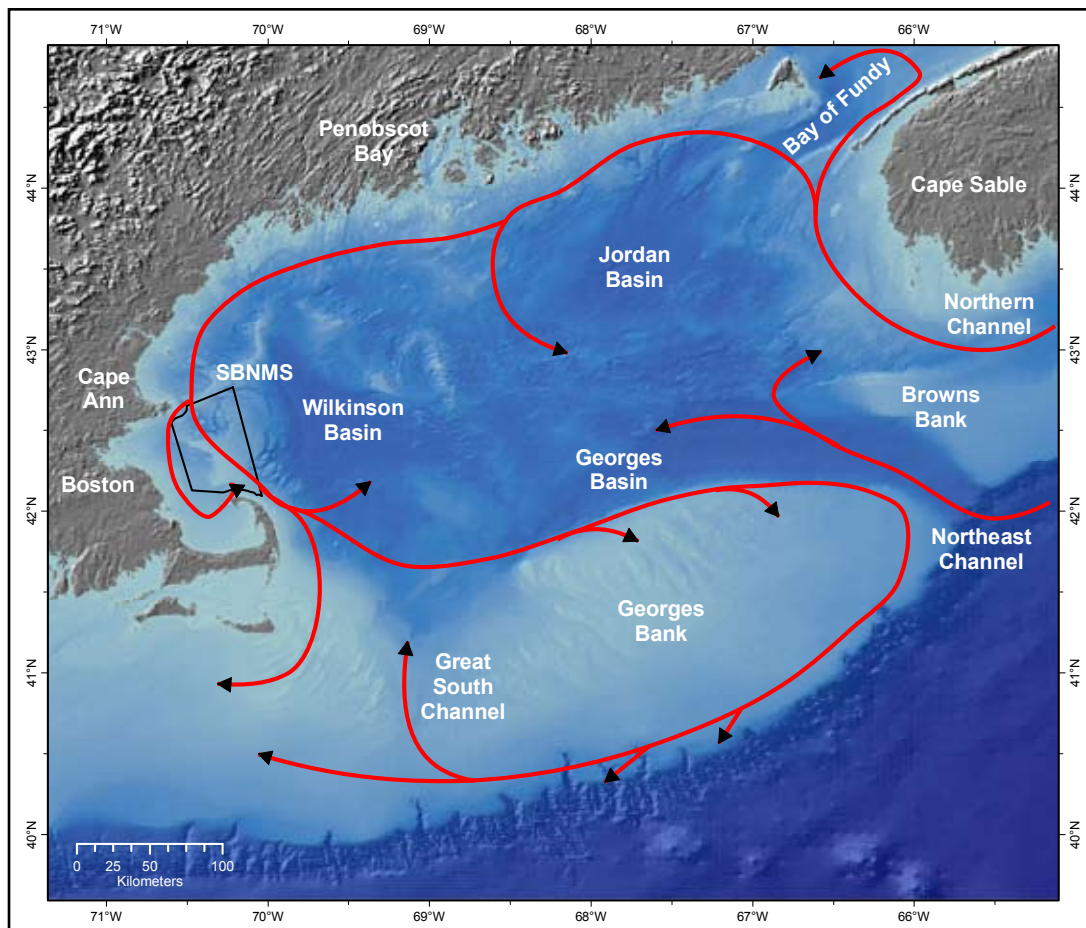 71°W
70°W
69°W
68°W
67°W
66°W
Bay of Fundy
Penobscot
Bay
44°N
44°N
Cape Sable
Jordan
Basin
Northern
Channel
43°N
43°N
Cape
Ann
SBNMS
Browns
Bank
Wilkinson
Basin
Georges
Basin
Boston
42°N
42°N
Northeast
Channel
Georges
Bank
Great
South
Channel
41°N
41°N
40°N
40°N
0 25 50 100
Kilometers
71°W
70°W
69°W
68°W
67°W
66°W